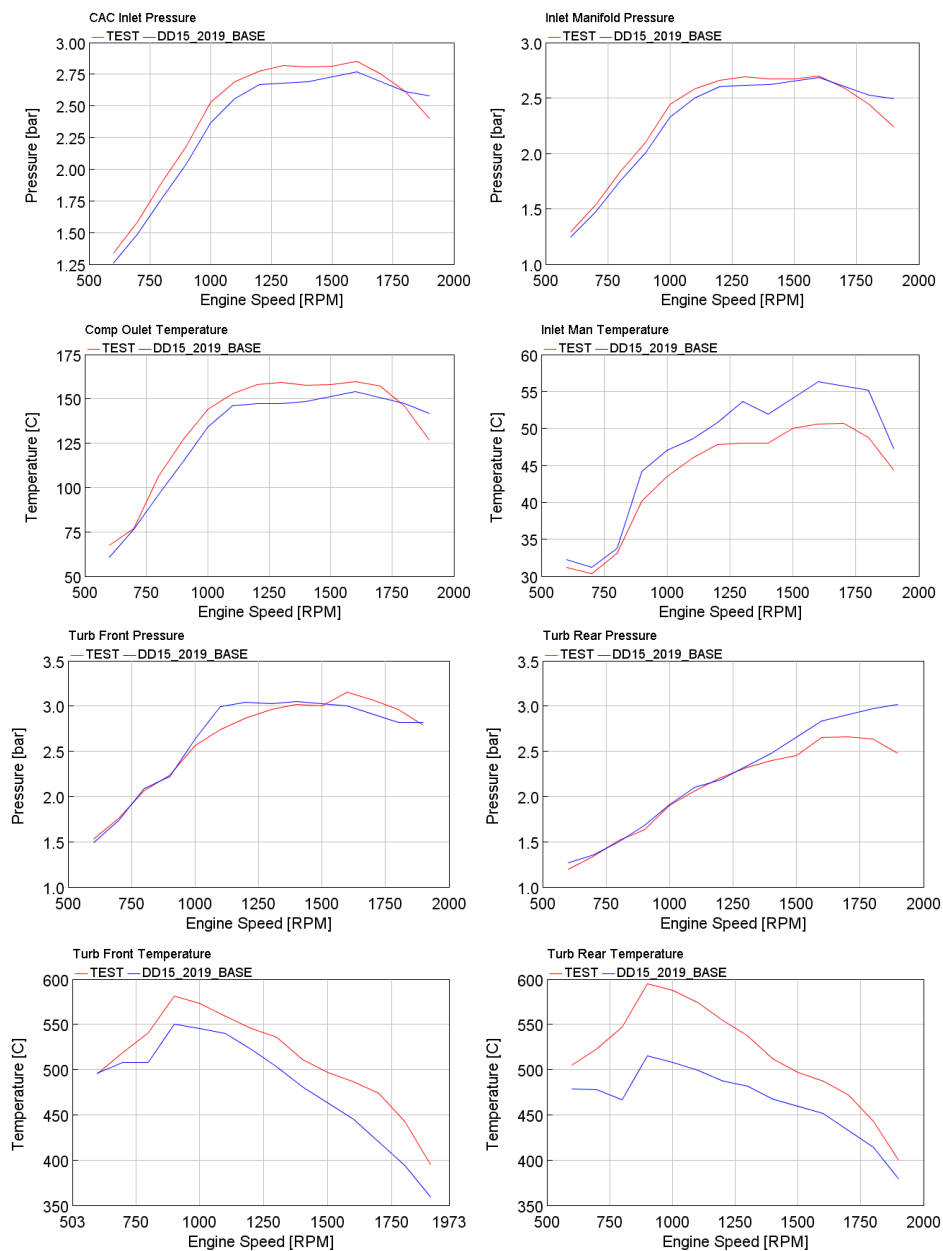 CAC Inlet Pressure
TEST DD15_2019_BASE
3.00
2.75
2.50
2.25
2.00
1.75
1.50
1.25
Pressure [bar]
500 750 1000 1250 1500 1750 2000
Engine Speed [RPM]
Inlet Manifold Pressure
TEST DD15_2019_BASE
3.0
2.5
2.0
1.5
1.0
Pressure [bar]
500 750 1000 1250 1500 1750 2000
Engine Speed [RPM]
Comp Oulet Temperature
TEST DD15_2019_BASE
175
150
125
100
75
50
Temperature [C]
500 750 1000 1250 1500 1750 2000
Engine Speed [RPM]
Inlet Man Temperature
TEST DD15_2019_BASE
60
55
50
45
40
35
30
Temperature [C]
500 750 1000 1250 1500 1750 2000
Engine Speed [RPM]
Turb Front Pressure
TEST DD15_2019_BASE
3.5
3.0
2.5
2.0
1.5
1.0
Pressure [bar]
500 750 1000 1250 1500 1750 2000
Engine Speed [RPM]
Turb Rear Pressure
TEST DD15_2019_BASE
3.5
3.0
2.5
2.0
1.5
1.0
Pressure [bar]
500 750 1000 1250 1500 1750 2000
Engine Speed [RPM]
Turb Front Temperature
TEST DD15_2019_BASE
600
550
500
450
400
350
Temperature [C]
503 750 1000 1250 1500 1750 1973
Engine Speed [RPM]
Turb Rear Temperature
TEST DD15_2019_BASE
600
550
500
450
400
350
Temperature [C]
500 750 1000 1250 1500 1750 2000
Engine Speed [RPM]